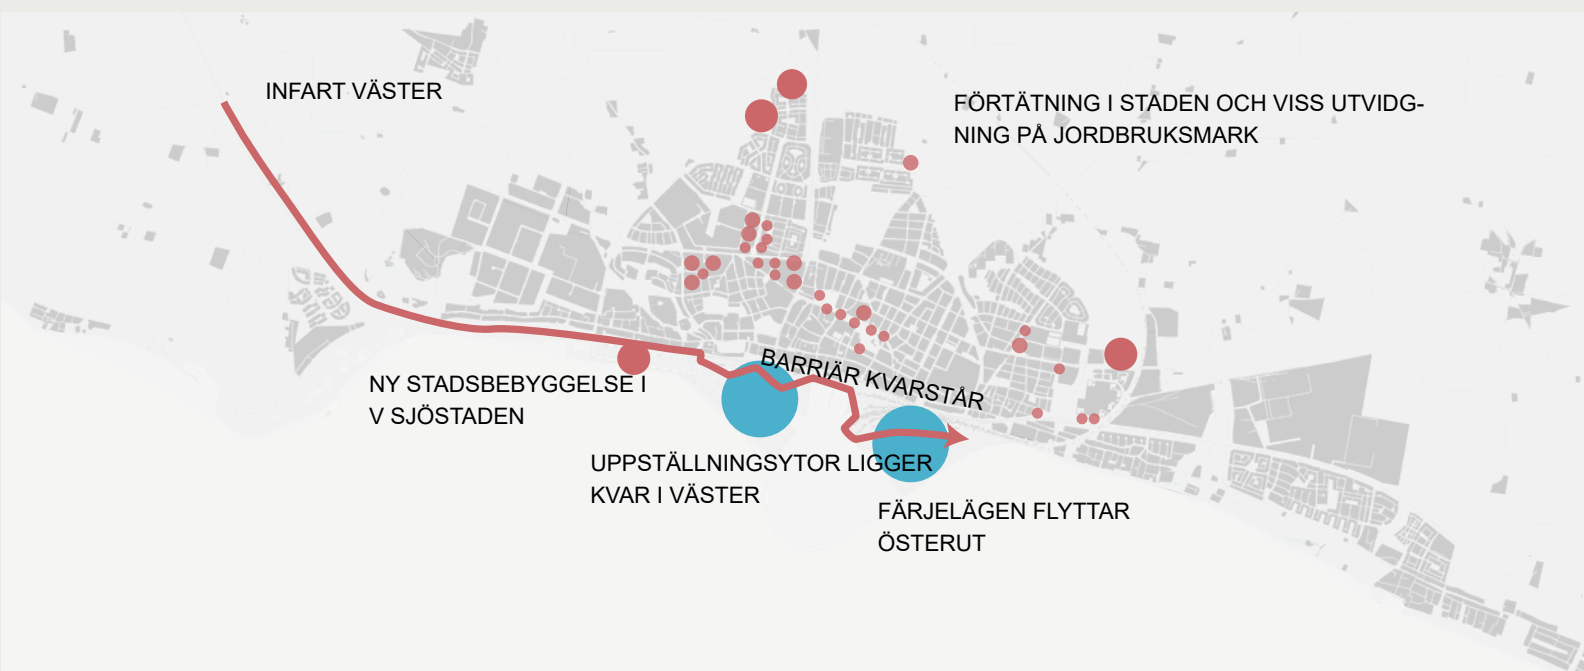 INFART VÄSTER
FÖRTÄTNING I STADEN OCH VISS UTVIDG-
NING PÅ JORDBRUKSMARK
BARRIÄR KVARSTÅR
NY STADSBEBYGGELSE I
V SJÖSTADEN
UPPSTÄLLNINGSYTOR LIGGER
KVAR I VÄSTER
FÄRJELÄGEN FLYTTAR
ÖSTERUT